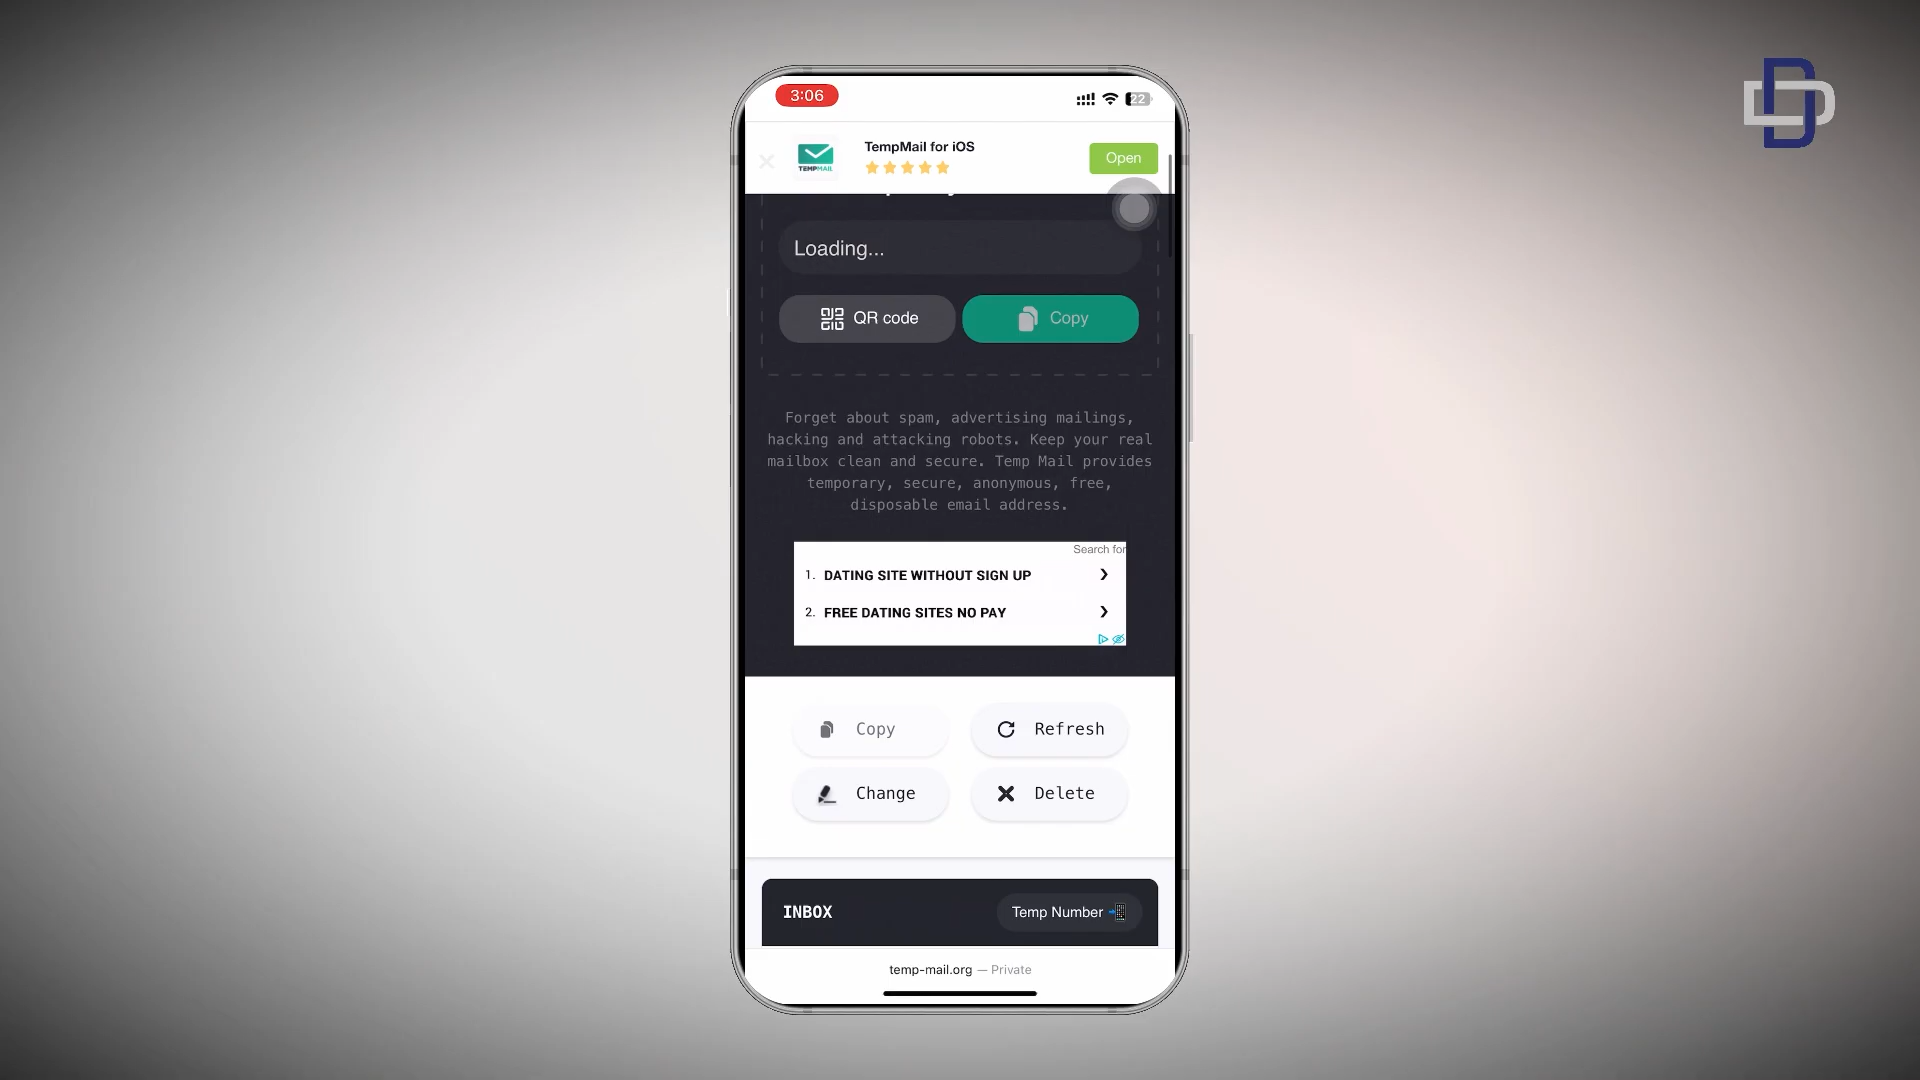 3:06
22
TempMail for iOS
TEMPMAIL
Open
Loading...
QR code
Copy
Forget about spam, advertising mailings,
hacking and attacking robots. Keep your real
mailbox clean and secure. Temp Mail provides
temporary, secure, anonymous, free,
disposable email address.
Search for
1. DATING SITE WITHOUT SIGN UP
2. FREE DATING SITES NO PAY
Copy
Refresh
Change
Delete
INBOX
Temp Number
temp-mail.org — Private